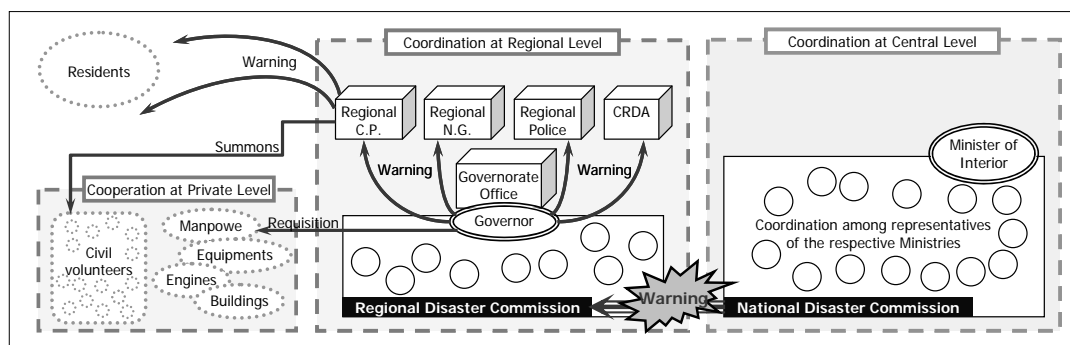 Coordination at Regional Level
Coordination at Central Level
Residents
Warning
Regional
C.P.
Regional
N.G.
Regional
Police
CRDA
Summons
Warning
Warning
Governorate
Office
Minister of
Interior
Cooperation at Private Level
Governor
Requisition
Manpowe
Civil
volunteers
Equipments
Engines
Buildings
Coordination among representatives
of the respective Ministries
Warning
Regional Disaster Commission
National Disaster Commission